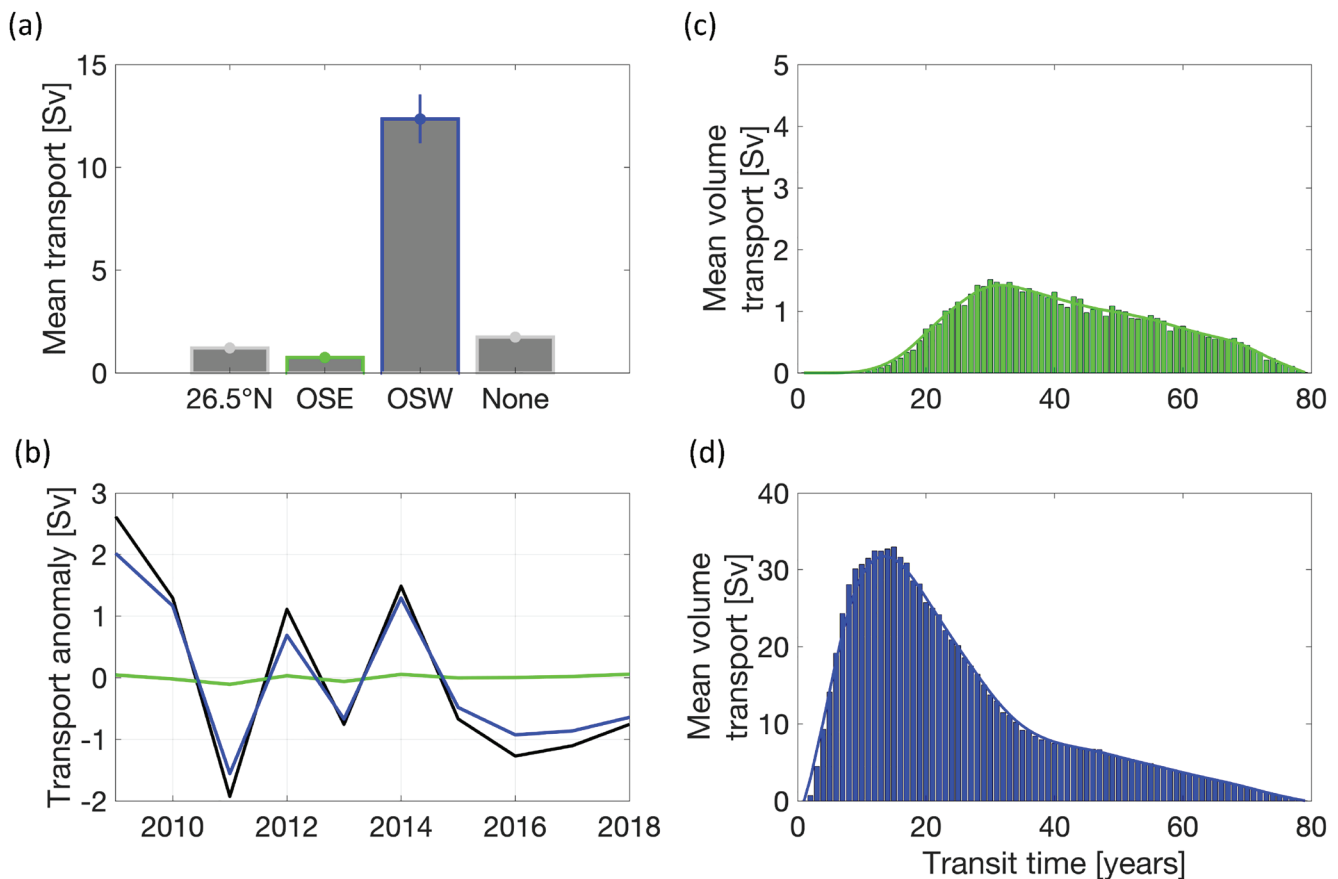 (a)
Mean transport [Sv]
15
10
5
0
26.5°N OSE OSW None
(b)
Transport anomaly [Sv]
3
2
1
0
-1
-2
2010 2012 2014 2016 2018
(c)
Mean volume
transport [Sv]
5
4
3
2
1
0
0 20 40 60 80
(d)
Mean volume
transport [Sv]
40
30
20
10
0
0 20 40 60 80
Transit time [years]